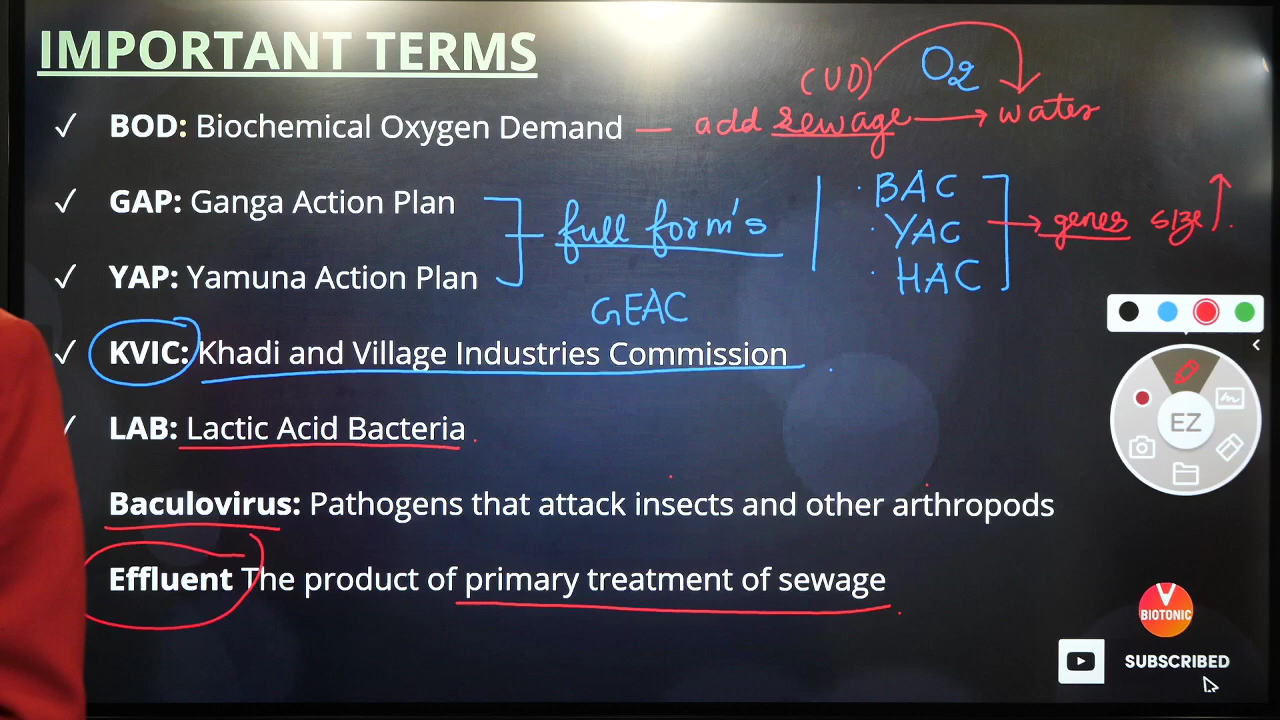 IMPORTANT TERMS
(UD) O2
✓ BOD: Biochemical Oxygen Demand — add sewage → water
✓ GAP: Ganga Action Plan
full form's
✓ YAP: Yamuna Action Plan
BAC
YAC → genes size ↑.
HAC
GEAC
✓ KVIC: Khadi and Village Industries Commission
✓ LAB: Lactic Acid Bacteria
Baculovirus: Pathogens that attack insects and other arthropods
Effluent The product of primary treatment of sewage
EZ
V
BIOTONIC
SUBSCRIBED